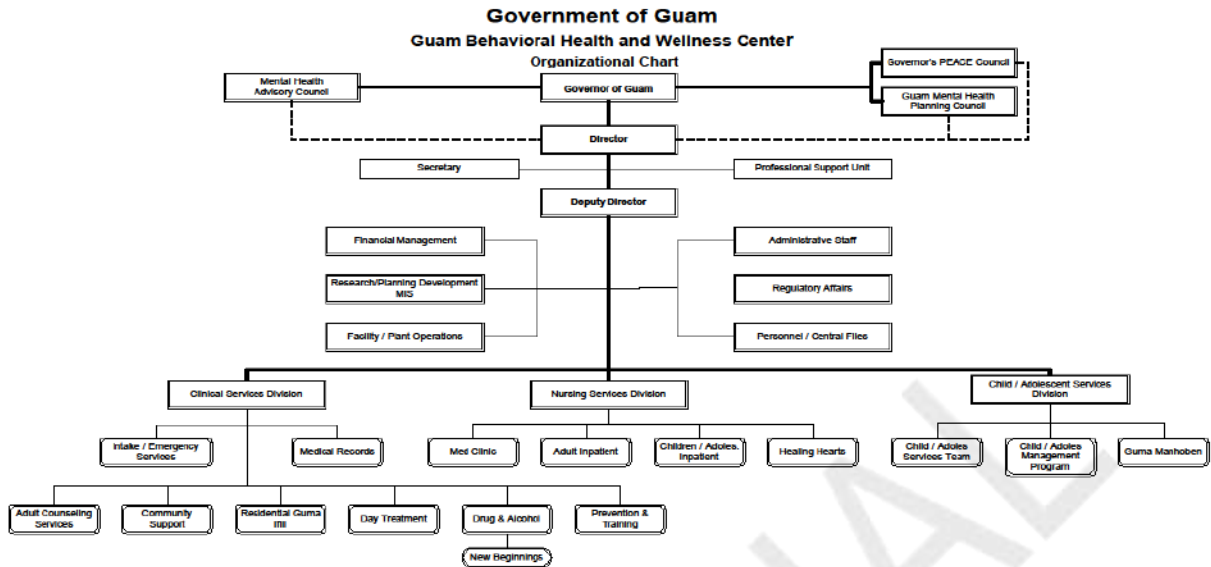 Government of Guam
Guam Behavioral Health and Wellness Center
Organizational Chart
Mental Health
Advisory Council
Governor of Guam
Governor's PEACE Council
Guam Mental Health
Planning Council
Director
Secretary
Professional Support Unit
Deputy Director
Financial Management
Administrative Staff
Research/Planning Development
MIS
Regulatory Affairs
Facility / Plant Operations
Personnel / Central Files
Clinical Services Division
Nursing Services Division
Child / Adolescent Services
Division
Intake / Emergency
Services
Medical Records
Med Clinic
Adult Inpatient
Children / Adoles.
Inpatient
Healing Hearts
Child / Adoles
Services Team
Child / Adoles
Management
Program
Guma Manhoben
Adult Counseling
Services
Community
Support
Residential Guma
Day Treatment
Drug & Alcohol
Prevention &
Training
New Beginnings